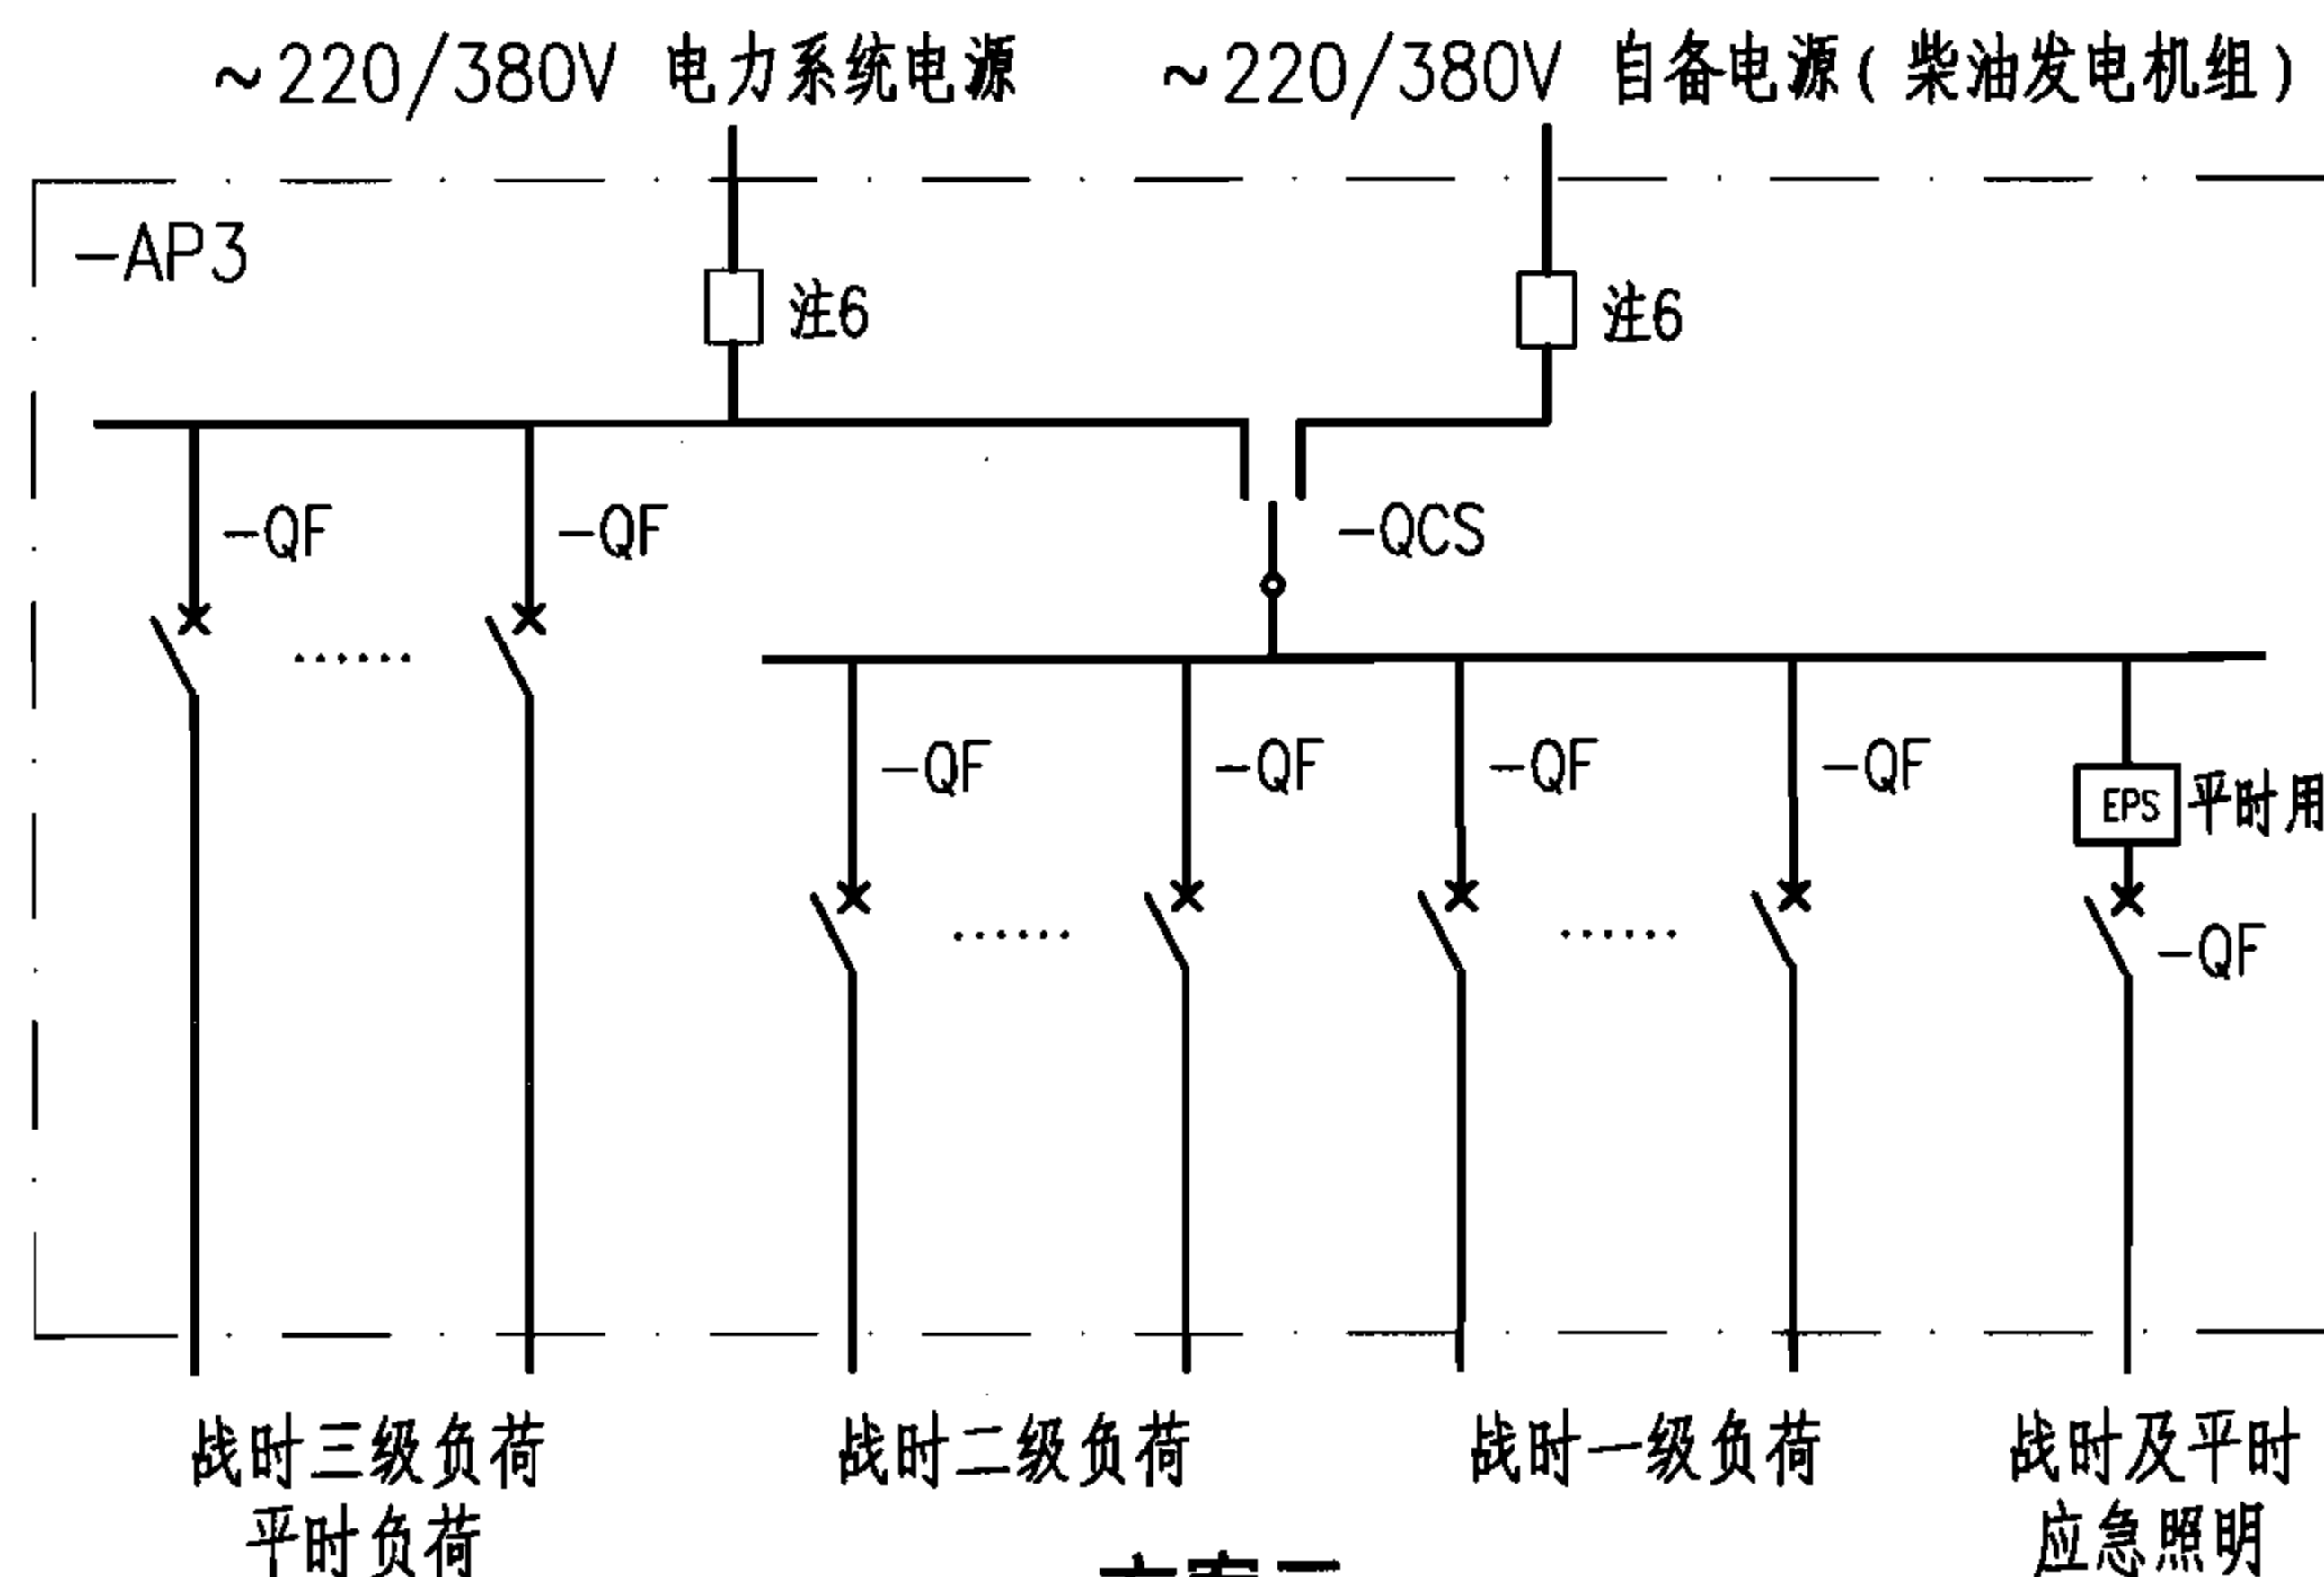 ~220/380V 电力系统电源
~220/380V 自备电源(柴油发电机组)
-AP3
注6
注6
-QF
-QF
-QCS
-QF
-QF
-QF
-QF
EPS
平时用
-QF
战时三级负荷
平时负荷
战时二级负荷
战时一级负荷
战时及平时
应急照明